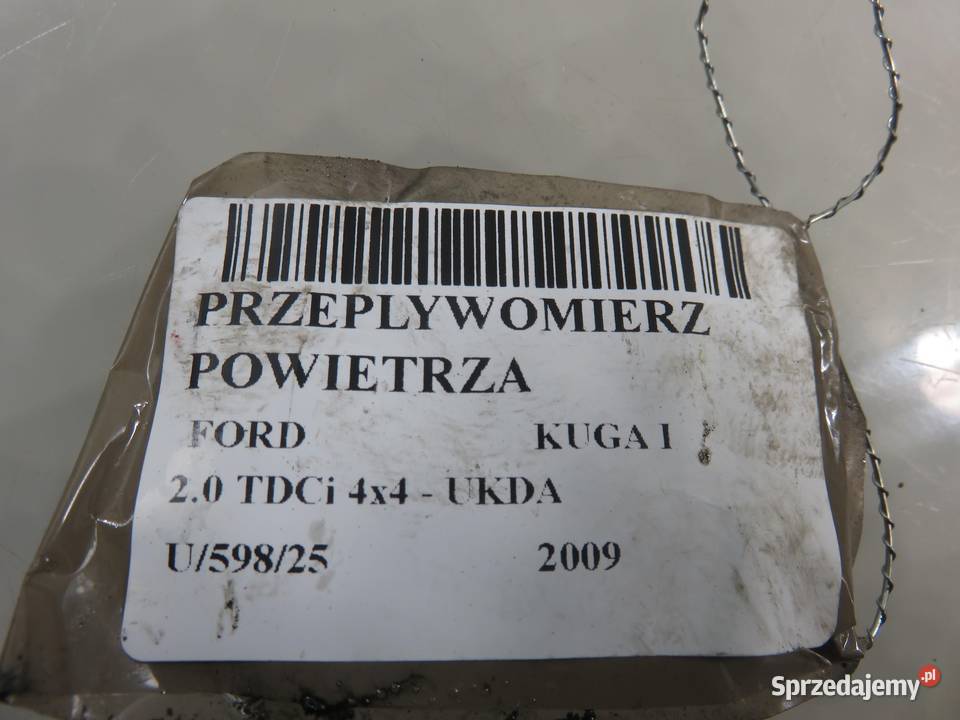 PRZEPLYWOMIERZ
POWIETRZA
FORD KUGA I
2.0 TDCi 4x4 - UKDA
U/598/25 2009
Sprzedajemy.pl